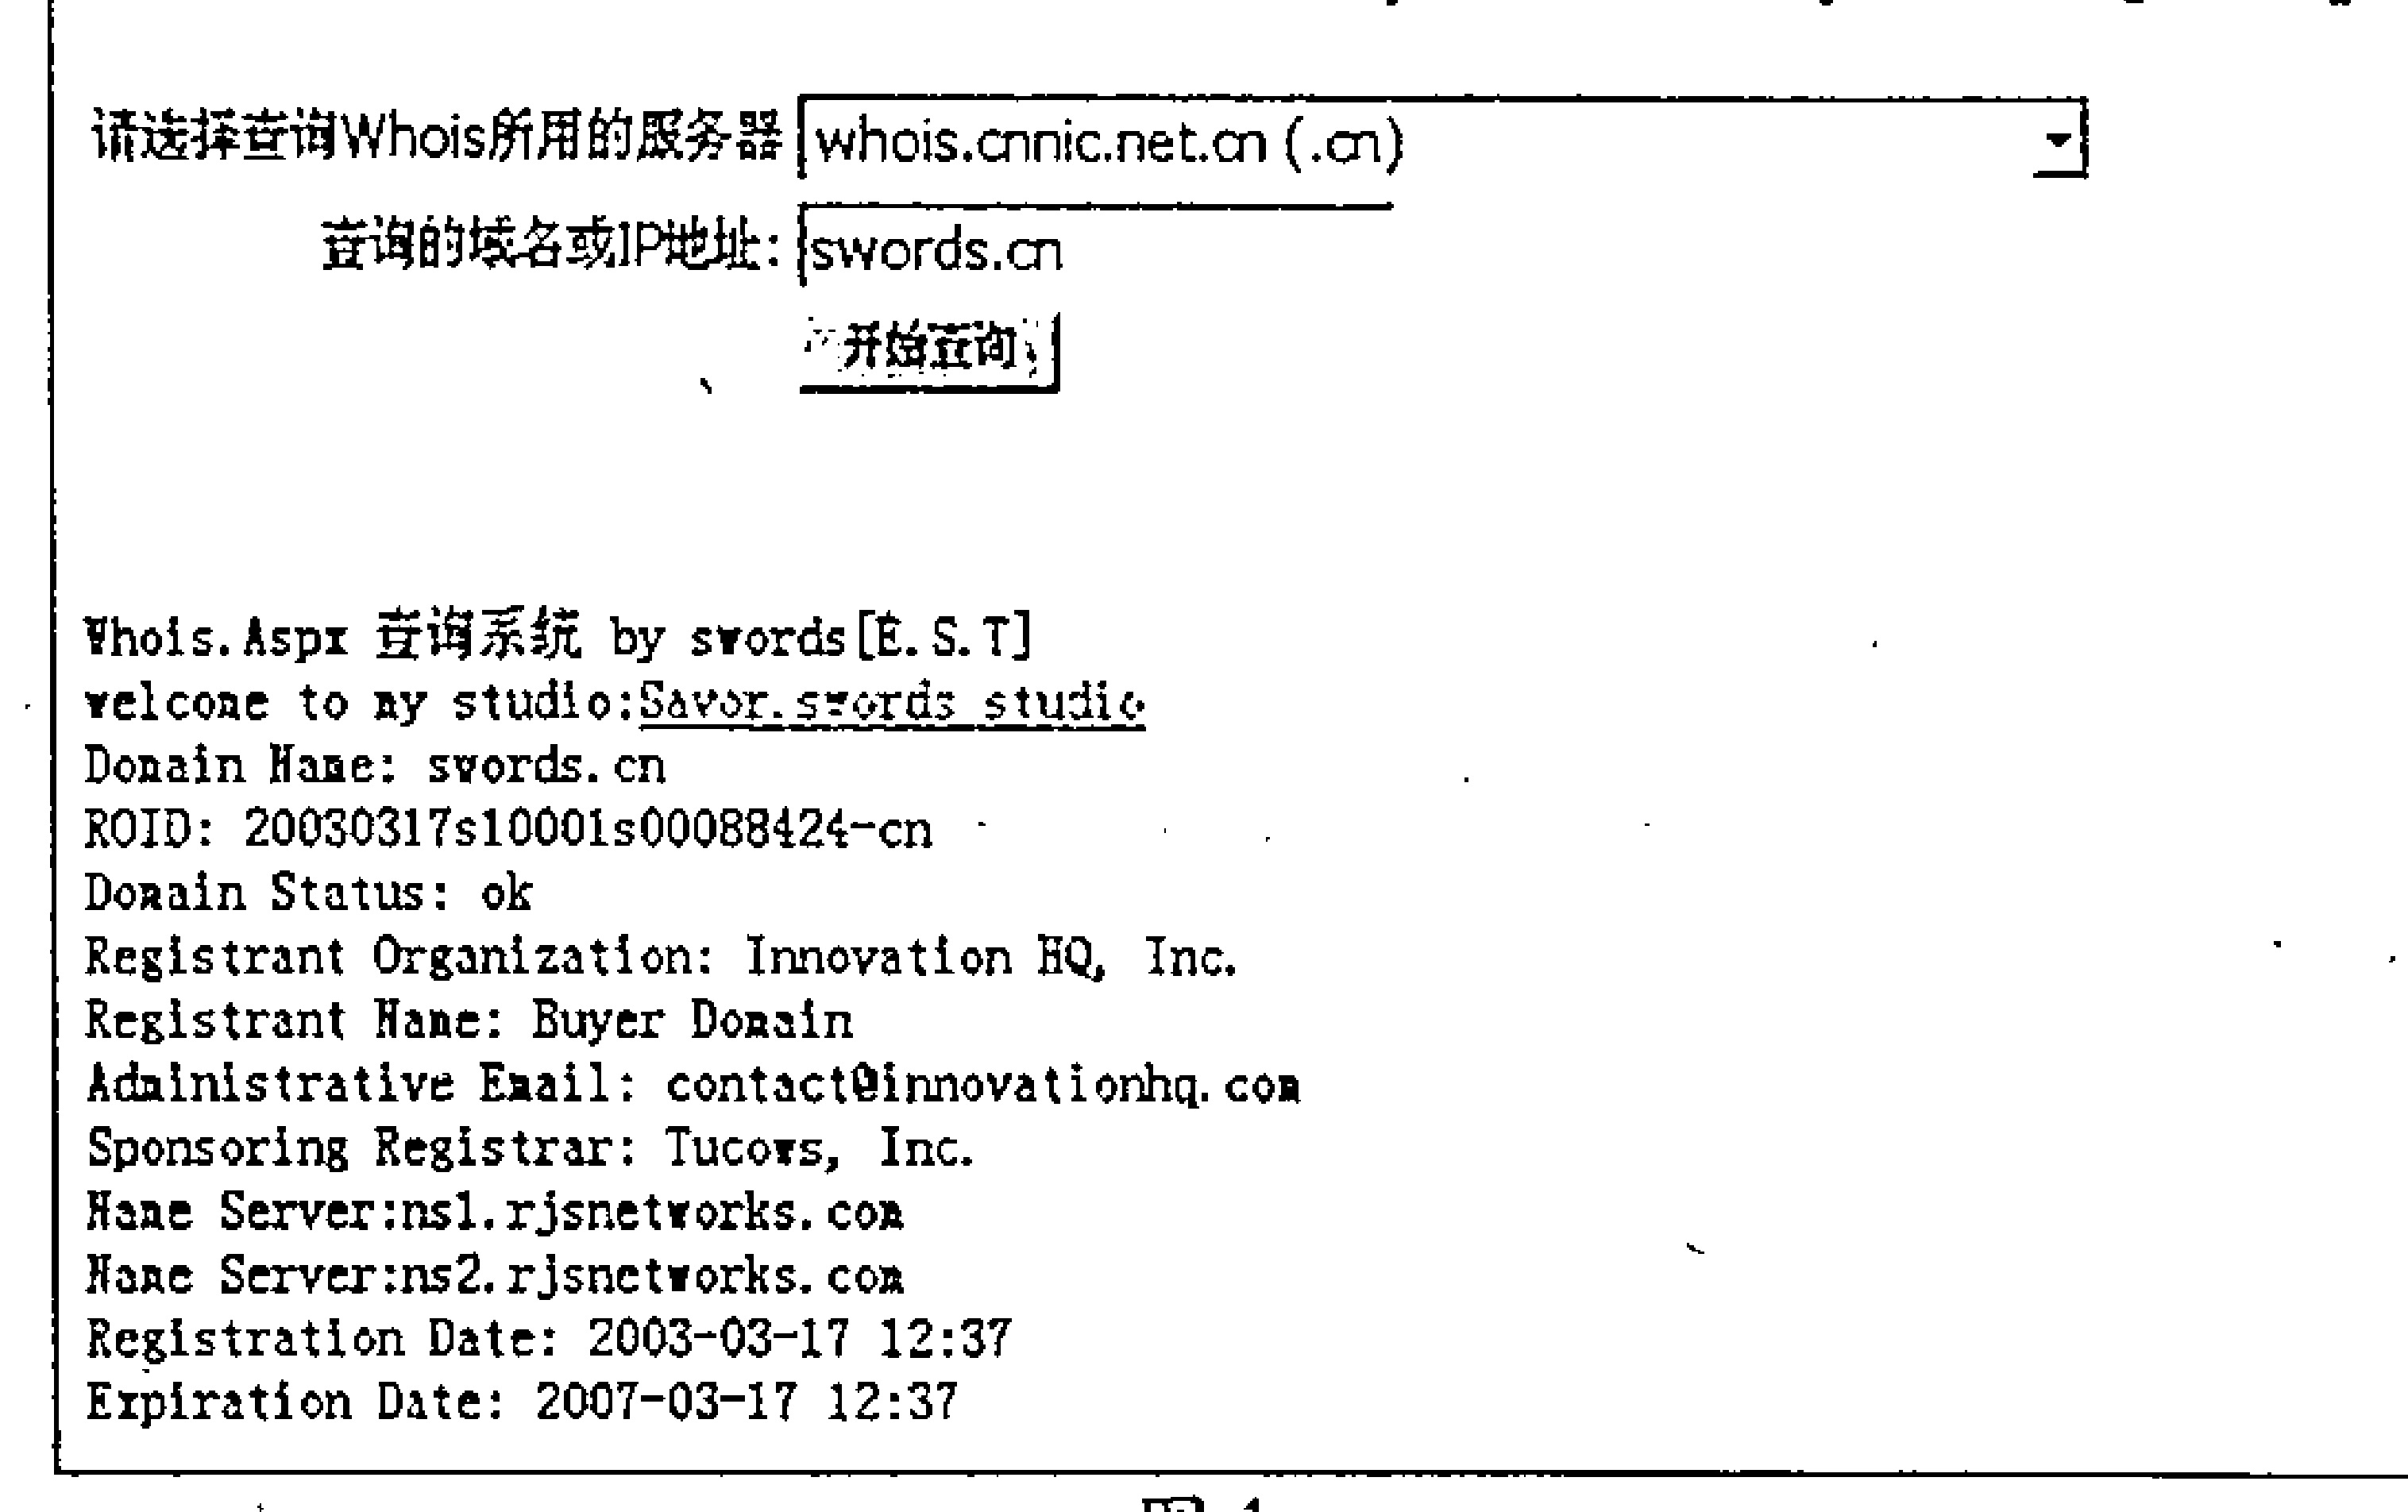 请选择查询Whois所用的服务器 whois.cnnic.net.cn (.cn)
查询的域名或IP地址: swords.cn
开始查询
Whois.Aspx 查询系统 by swords[E.S.T]
welcome to my studio:Savor.swords studio
Domain Name: swords.cn
ROID: 20030317s10001s00088424-cn
Domain Status: ok
Registrant Organization: Innovation HQ, Inc.
Registrant Name: Buyer Domain
Administrative Email: contact@innovationhq.com
Sponsoring Registrar: Tucows, Inc.
Name Server:ns1.rjsnetworks.com
Name Server:ns2.rjsnetworks.com
Registration Date: 2003-03-17 12:37
Expiration Date: 2007-03-17 12:37